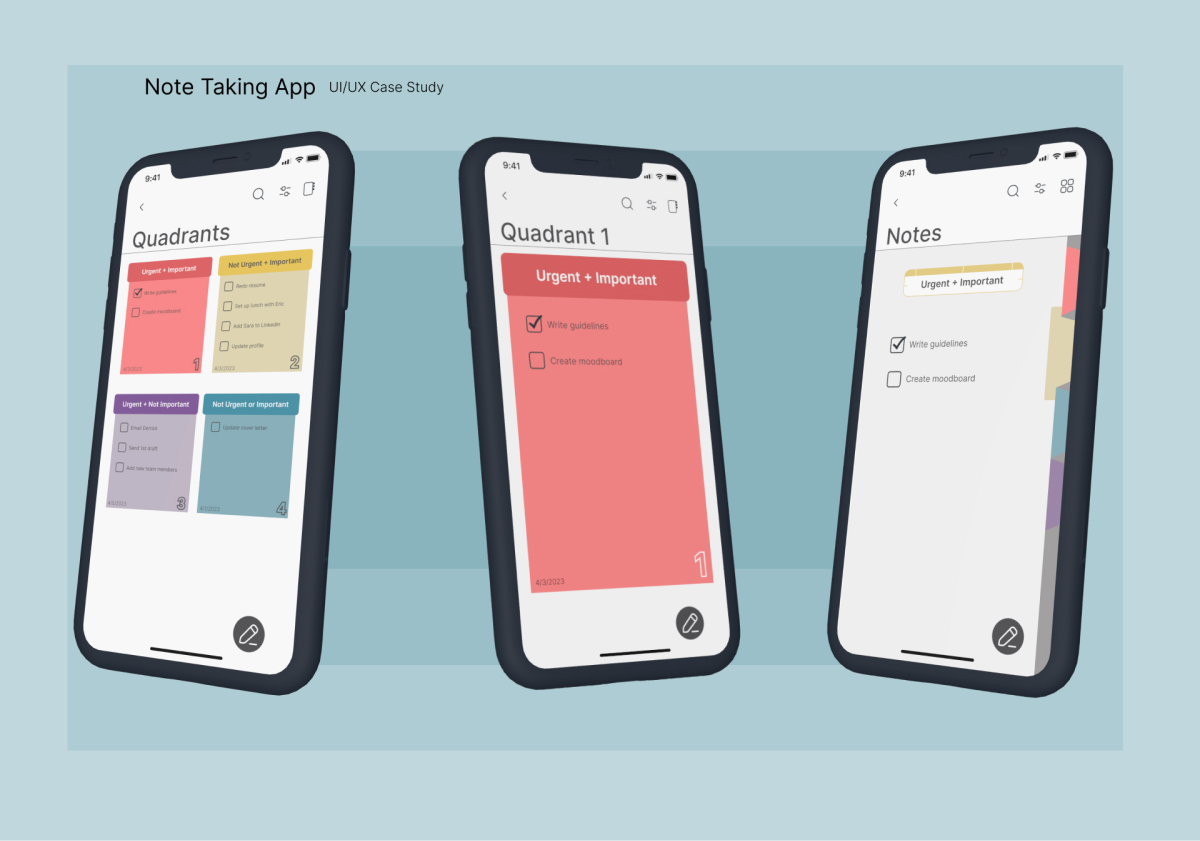 Note Taking App UI/UX Case Study
9:41
Quadrants
Urgent + Important
Write guidelines
Create moodboard
4/3/2023
1
Not Urgent + Important
Redo resume
Set up lunch with Eric
Add Sara to LinkedIn
Update profile
4/3/2023
2
Urgent + Not Important
Email Dennis
Send 1st draft
Add new team members
4/3/2023
3
Not Urgent or Important
Update cover letter
4/3/2023
4
9:41
Quadrant 1
Urgent + Important
Write guidelines
Create moodboard
4/3/2023
1
9:41
Notes
Urgent + Important
Write guidelines
Create moodboard